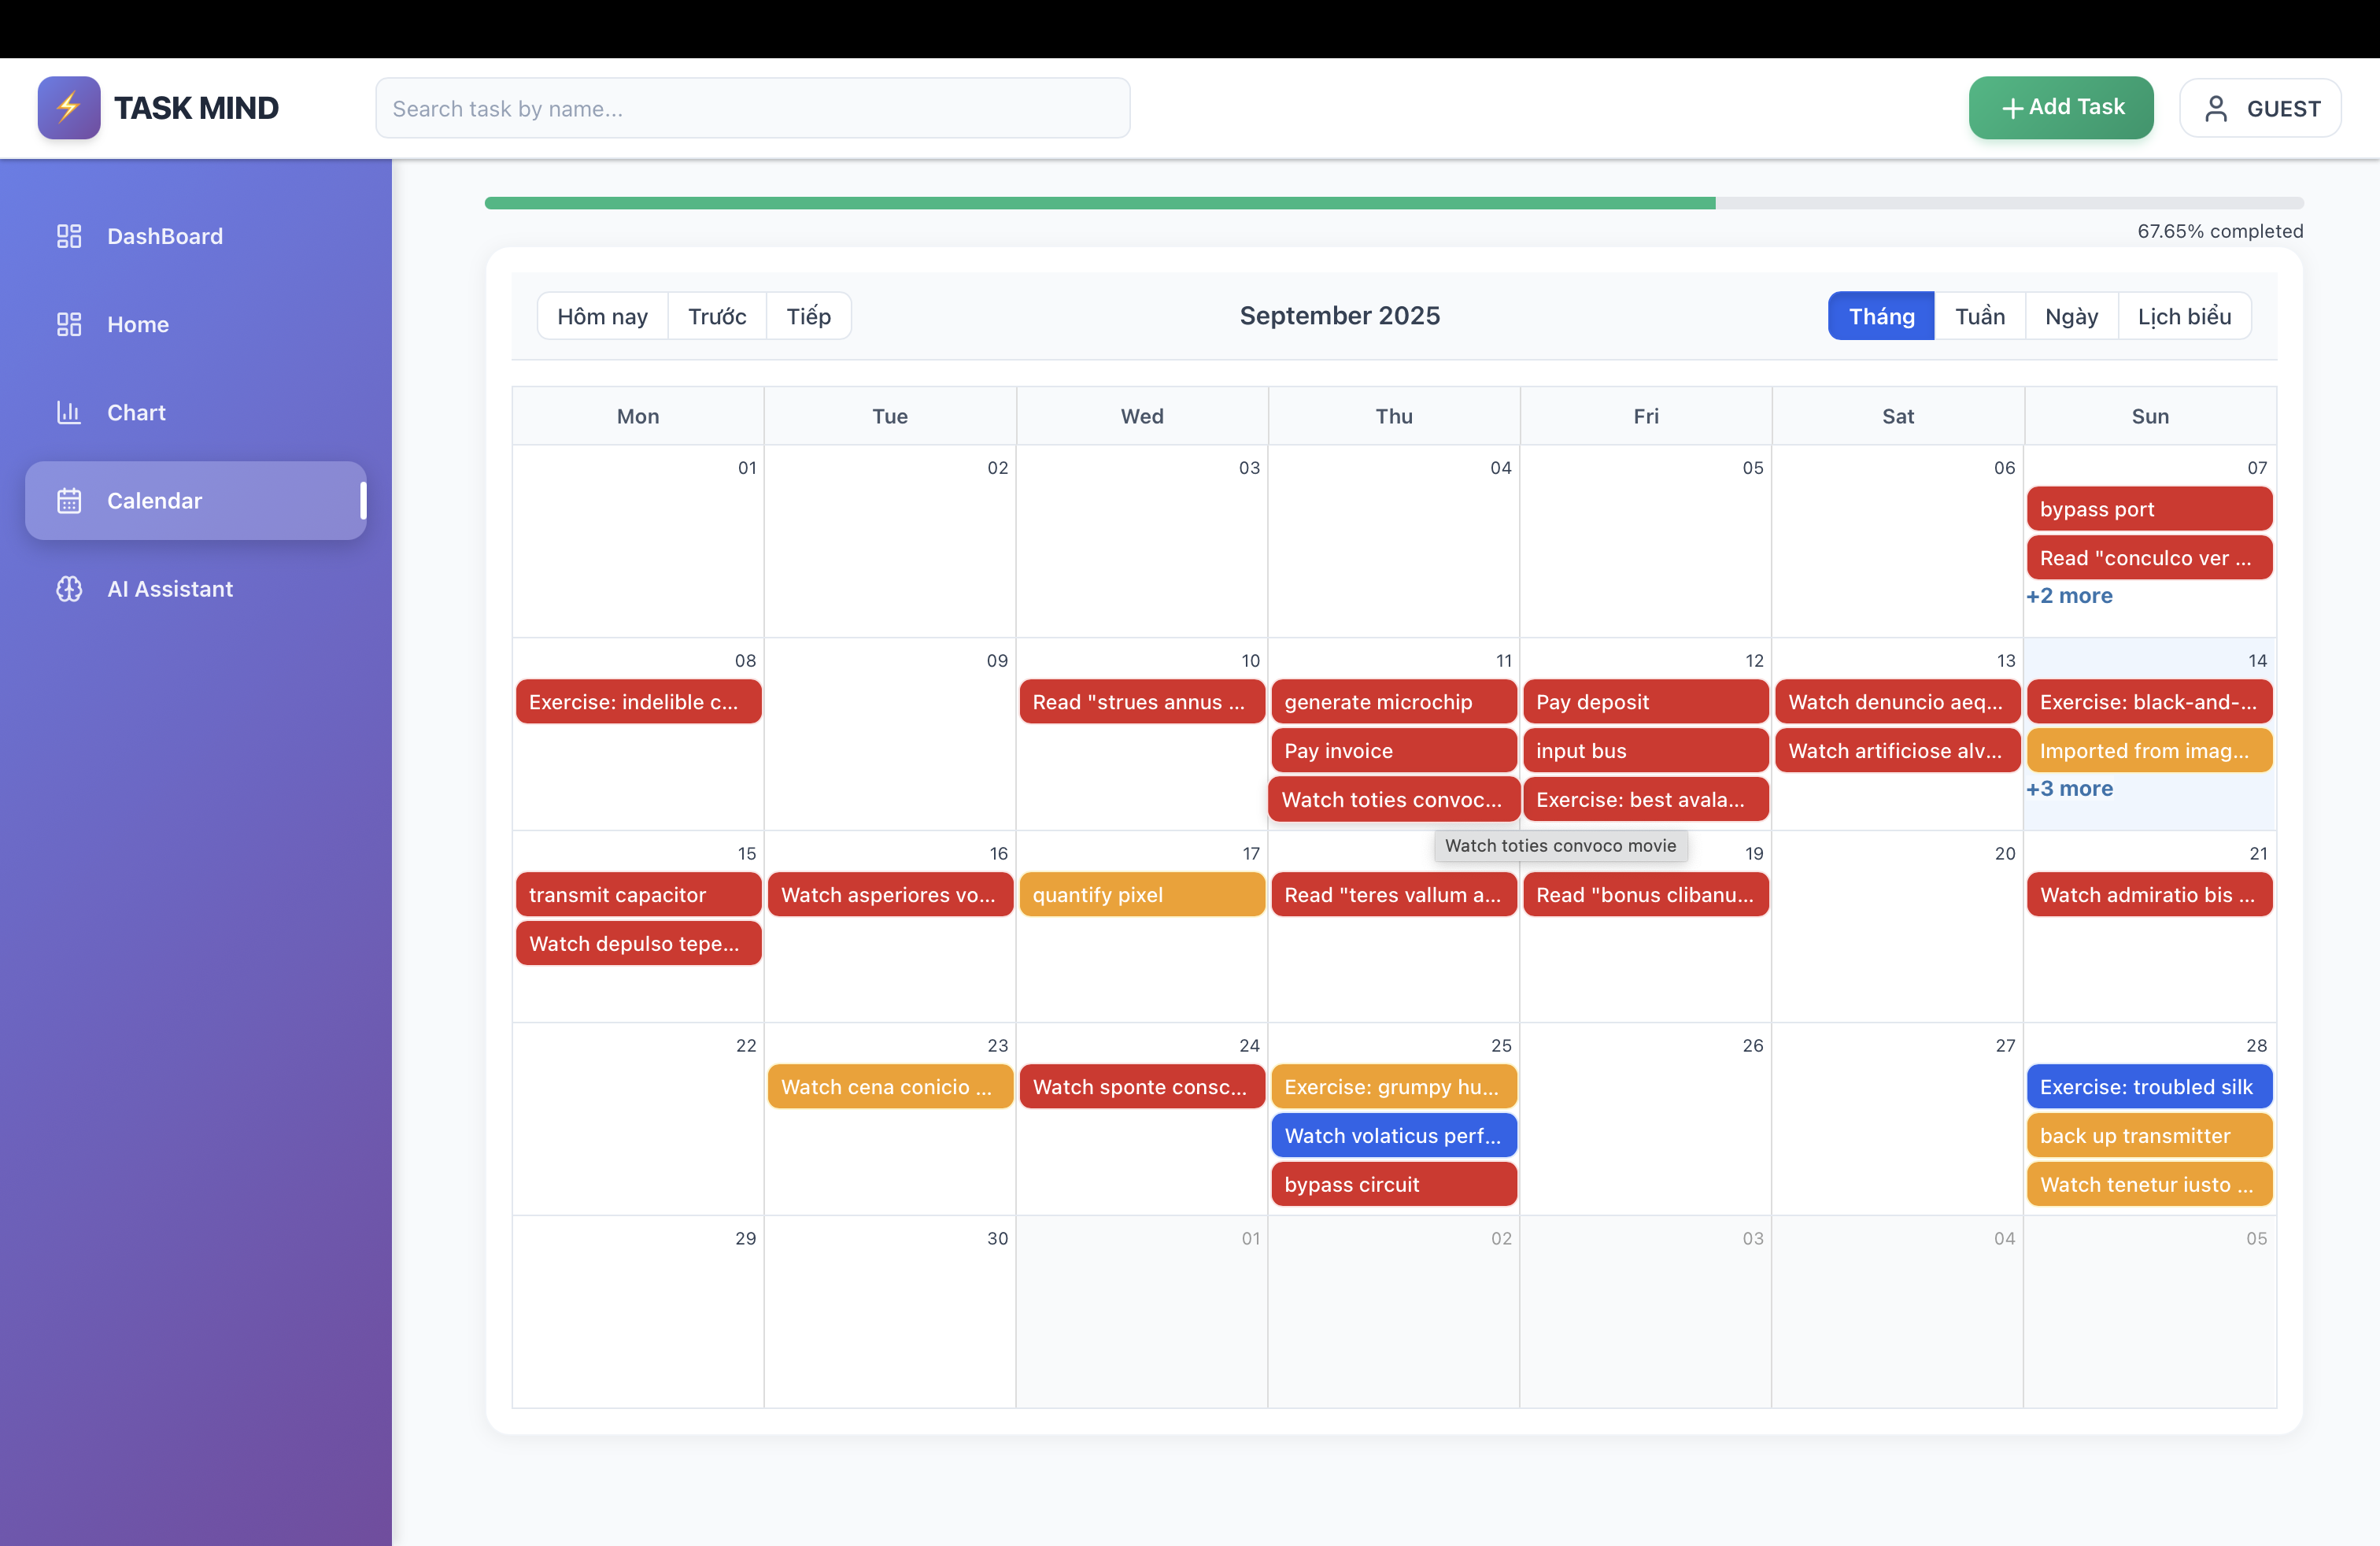 TASK MIND
Search task by name...
+ Add Task
GUEST
DashBoard
Home
Chart
Calendar
AI Assistant
67.65% completed
Hôm nay Trước Tiếp
September 2025
Tháng Tuần Ngày Lịch biểu
Mon Tue Wed Thu Fri Sat Sun
01 02 03 04 05 06 07
bypass port
Read "conculco ver ...
+2 more
08 09 10 11 12 13 14
Exercise: indelible c... Read "strues annus ... generate microchip Pay deposit Watch denuncio aeq... Exercise: black-and-...
Pay invoice input bus Watch artificiose alv... Imported from imag...
Watch toties convoc... Exercise: best avala... +3 more
Watch toties convoco movie
15 16 17 19 20 21
transmit capacitor Watch asperiores vo... quantify pixel Read "teres vallum a... Read "bonus clibanu... Watch admiratio bis ...
Watch depulso tepe...
22 23 24 25 26 27 28
Watch cena conicio ... Watch sponte consc... Exercise: grumpy hu... Exercise: troubled silk
Watch volaticus perf... back up transmitter
bypass circuit Watch tenetur iusto ...
29 30 01 02 03 04 05